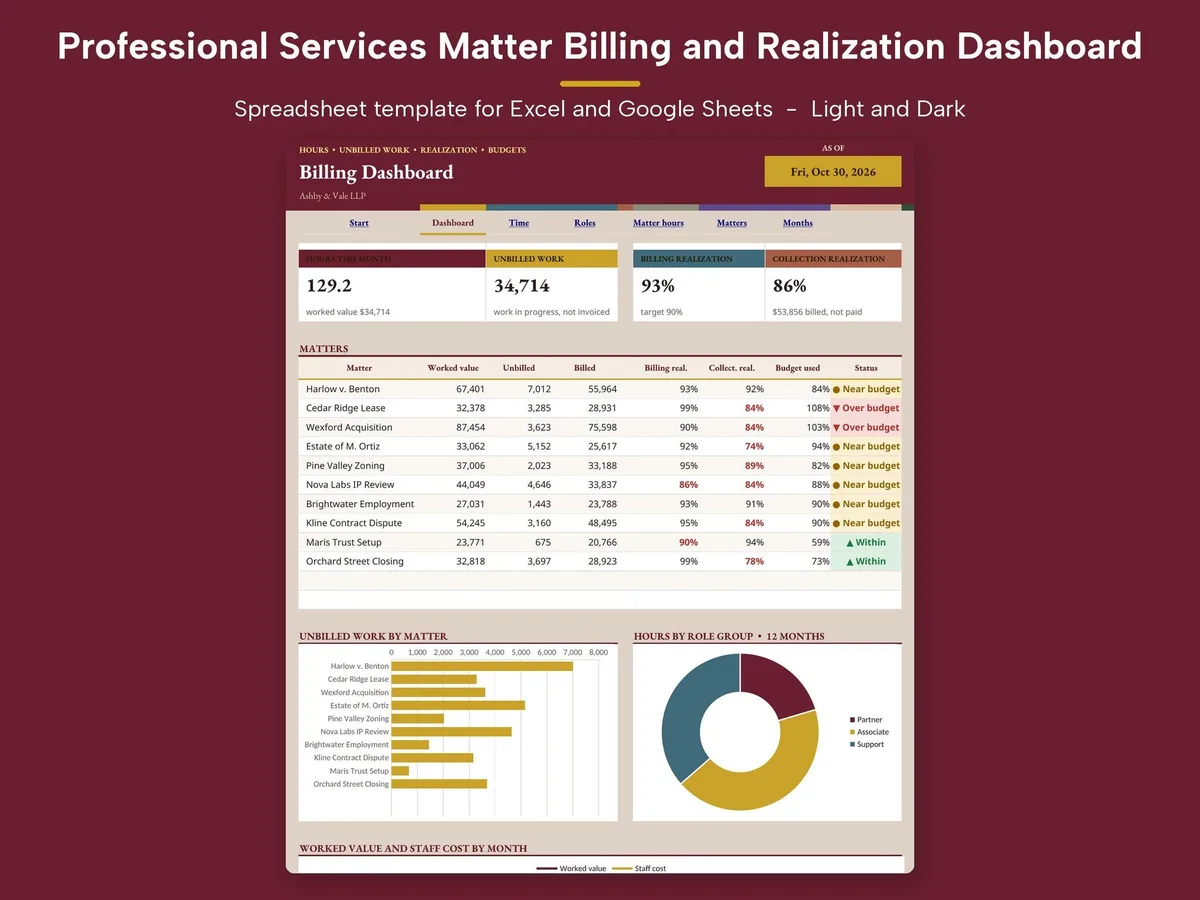 Professional Services Matter Billing and Realization Dashboard
Spreadsheet template for Excel and Google Sheets - Light and Dark
HOURS • UNBILLED WORK • REALIZATION • BUDGETS
AS OF
Billing Dashboard
Fri, Oct 30, 2026
Ashby & Vale LLP
Start Dashboard Time Roles Matter hours Matters Months
HOURS THIS MONTH UNBILLED WORK BILLING REALIZATION COLLECTION REALIZATION
129.2 34,714 93% 86%
worked value $34,714 work in progress, not invoiced target 90% $53,856 billed, not paid
MATTERS
Matter Worked value Unbilled Billed Billing real. Collect. real. Budget used Status
Harlow v. Benton 67,401 7,012 55,964 93% 92% 84% ● Near budget
Cedar Ridge Lease 32,378 3,285 28,931 99% 84% 108% ▼ Over budget
Wexford Acquisition 87,454 3,623 75,598 90% 84% 103% ▼ Over budget
Estate of M. Ortiz 33,062 5,152 25,617 92% 74% 94% ● Near budget
Pine Valley Zoning 37,006 2,023 33,188 95% 89% 82% ● Near budget
Nova Labs IP Review 44,049 4,646 33,837 86% 84% 88% ● Near budget
Brightwater Employment 27,031 1,443 23,788 93% 91% 90% ● Near budget
Kline Contract Dispute 54,245 3,160 48,495 95% 84% 90% ● Near budget
Maris Trust Setup 23,771 675 20,766 90% 94% 59% ▲ Within
Orchard Street Closing 32,818 3,697 28,923 99% 78% 73% ▲ Within
UNBILLED WORK BY MATTER
0 1,000 2,000 3,000 4,000 5,000 6,000 7,000 8,000
Harlow v. Benton
Cedar Ridge Lease
Wexford Acquisition
Estate of M. Ortiz
Pine Valley Zoning
Nova Labs IP Review
Brightwater Employment
Kline Contract Dispute
Maris Trust Setup
Orchard Street Closing
HOURS BY ROLE GROUP • 12 MONTHS
Partner
Associate
Support
WORKED VALUE AND STAFF COST BY MONTH
Worked value Staff cost